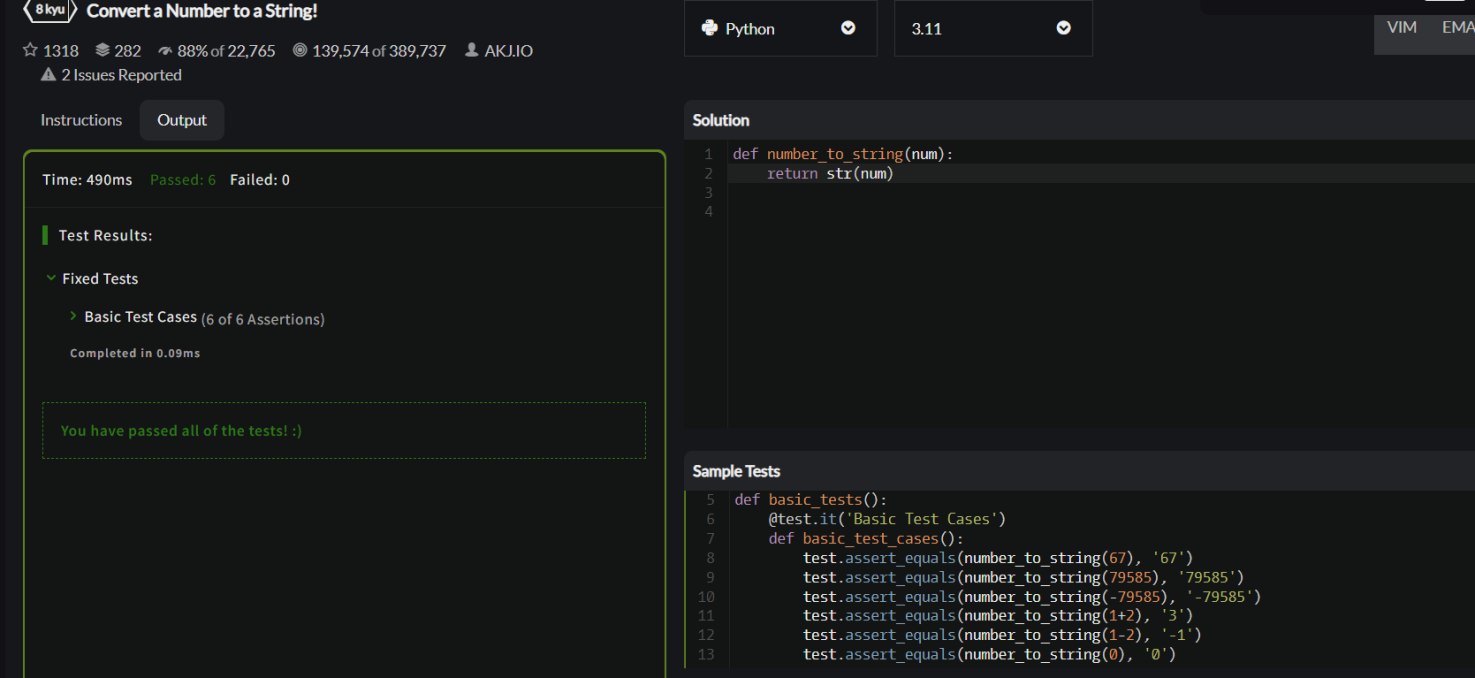 8 kyu Convert a Number to a String!
1318 282 88% of 22,765 139,574 of 389,737 AKJ.IO
2 Issues Reported
Instructions Output
Time: 490ms Passed: 6 Failed: 0
Test Results:
Fixed Tests
Basic Test Cases (6 of 6 Assertions)
Completed in 0.09ms
You have passed all of the tests! :)
Python 3.11 VIM EMA
Solution
1 def number_to_string(num):
2     return str(num)
3
4
Sample Tests
5 def basic_tests():
6     @test.it('Basic Test Cases')
7     def basic_test_cases():
8         test.assert_equals(number_to_string(67), '67')
9         test.assert_equals(number_to_string(79585), '79585')
10         test.assert_equals(number_to_string(-79585), '-79585')
11         test.assert_equals(number_to_string(1+2), '3')
12         test.assert_equals(number_to_string(1-2), '-1')
13         test.assert_equals(number_to_string(0), '0')